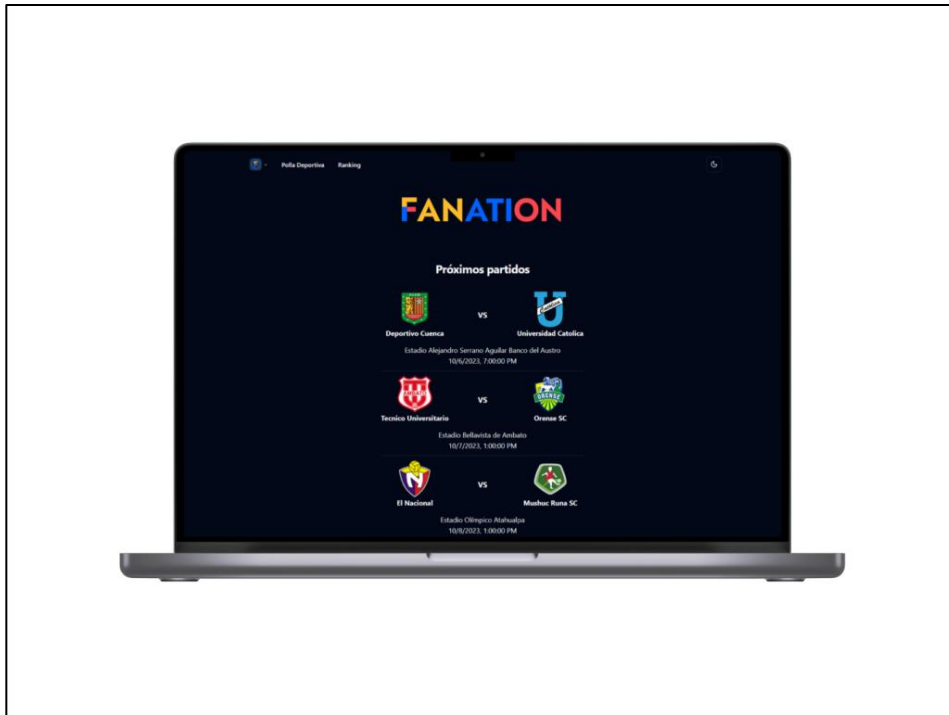 Polla Deportiva Ranking
FANATION
Próximos partidos
VS
Deportivo Cuenca Universidad Catolica
Estadio Alejandro Serrano Aguilar Banco del Austro
10/6/2023, 7:00:00 PM
VS
Tecnico Universitario Orense SC
Estadio Bellavista de Ambato
10/7/2023, 1:00:00 PM
VS
El Nacional Mushuc Runa SC
Estadio Olímpico Atahualpa
10/8/2023, 1:00:00 PM